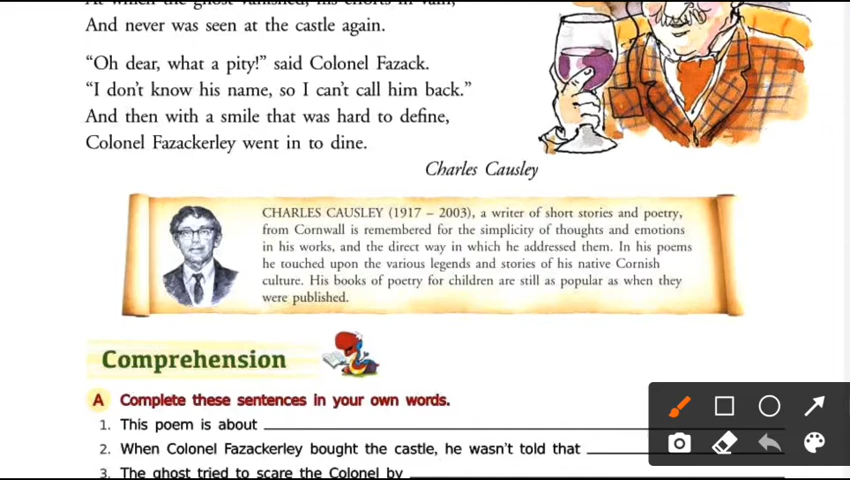 And never was seen at the castle again.
“Oh dear, what a pity!” said Colonel Fazack.
“I don’t know his name, so I can’t call him back.”
And then with a smile that was hard to define,
Colonel Fazackerley went in to dine.
Charles Causley
CHARLES CAUSLEY (1917 – 2003), a writer of short stories and poetry,
from Cornwall is remembered for the simplicity of thoughts and emotions
in his works, and the direct way in which he addressed them. In his poems
he touched upon the various legends and stories of his native Cornish
culture. His books of poetry for children are still as popular as when they
were published.
Comprehension
A Complete these sentences in your own words.
1. This poem is about
2. When Colonel Fazackerley bought the castle, he wasn’t told that
3. The ghost tried to scare the Colonel by